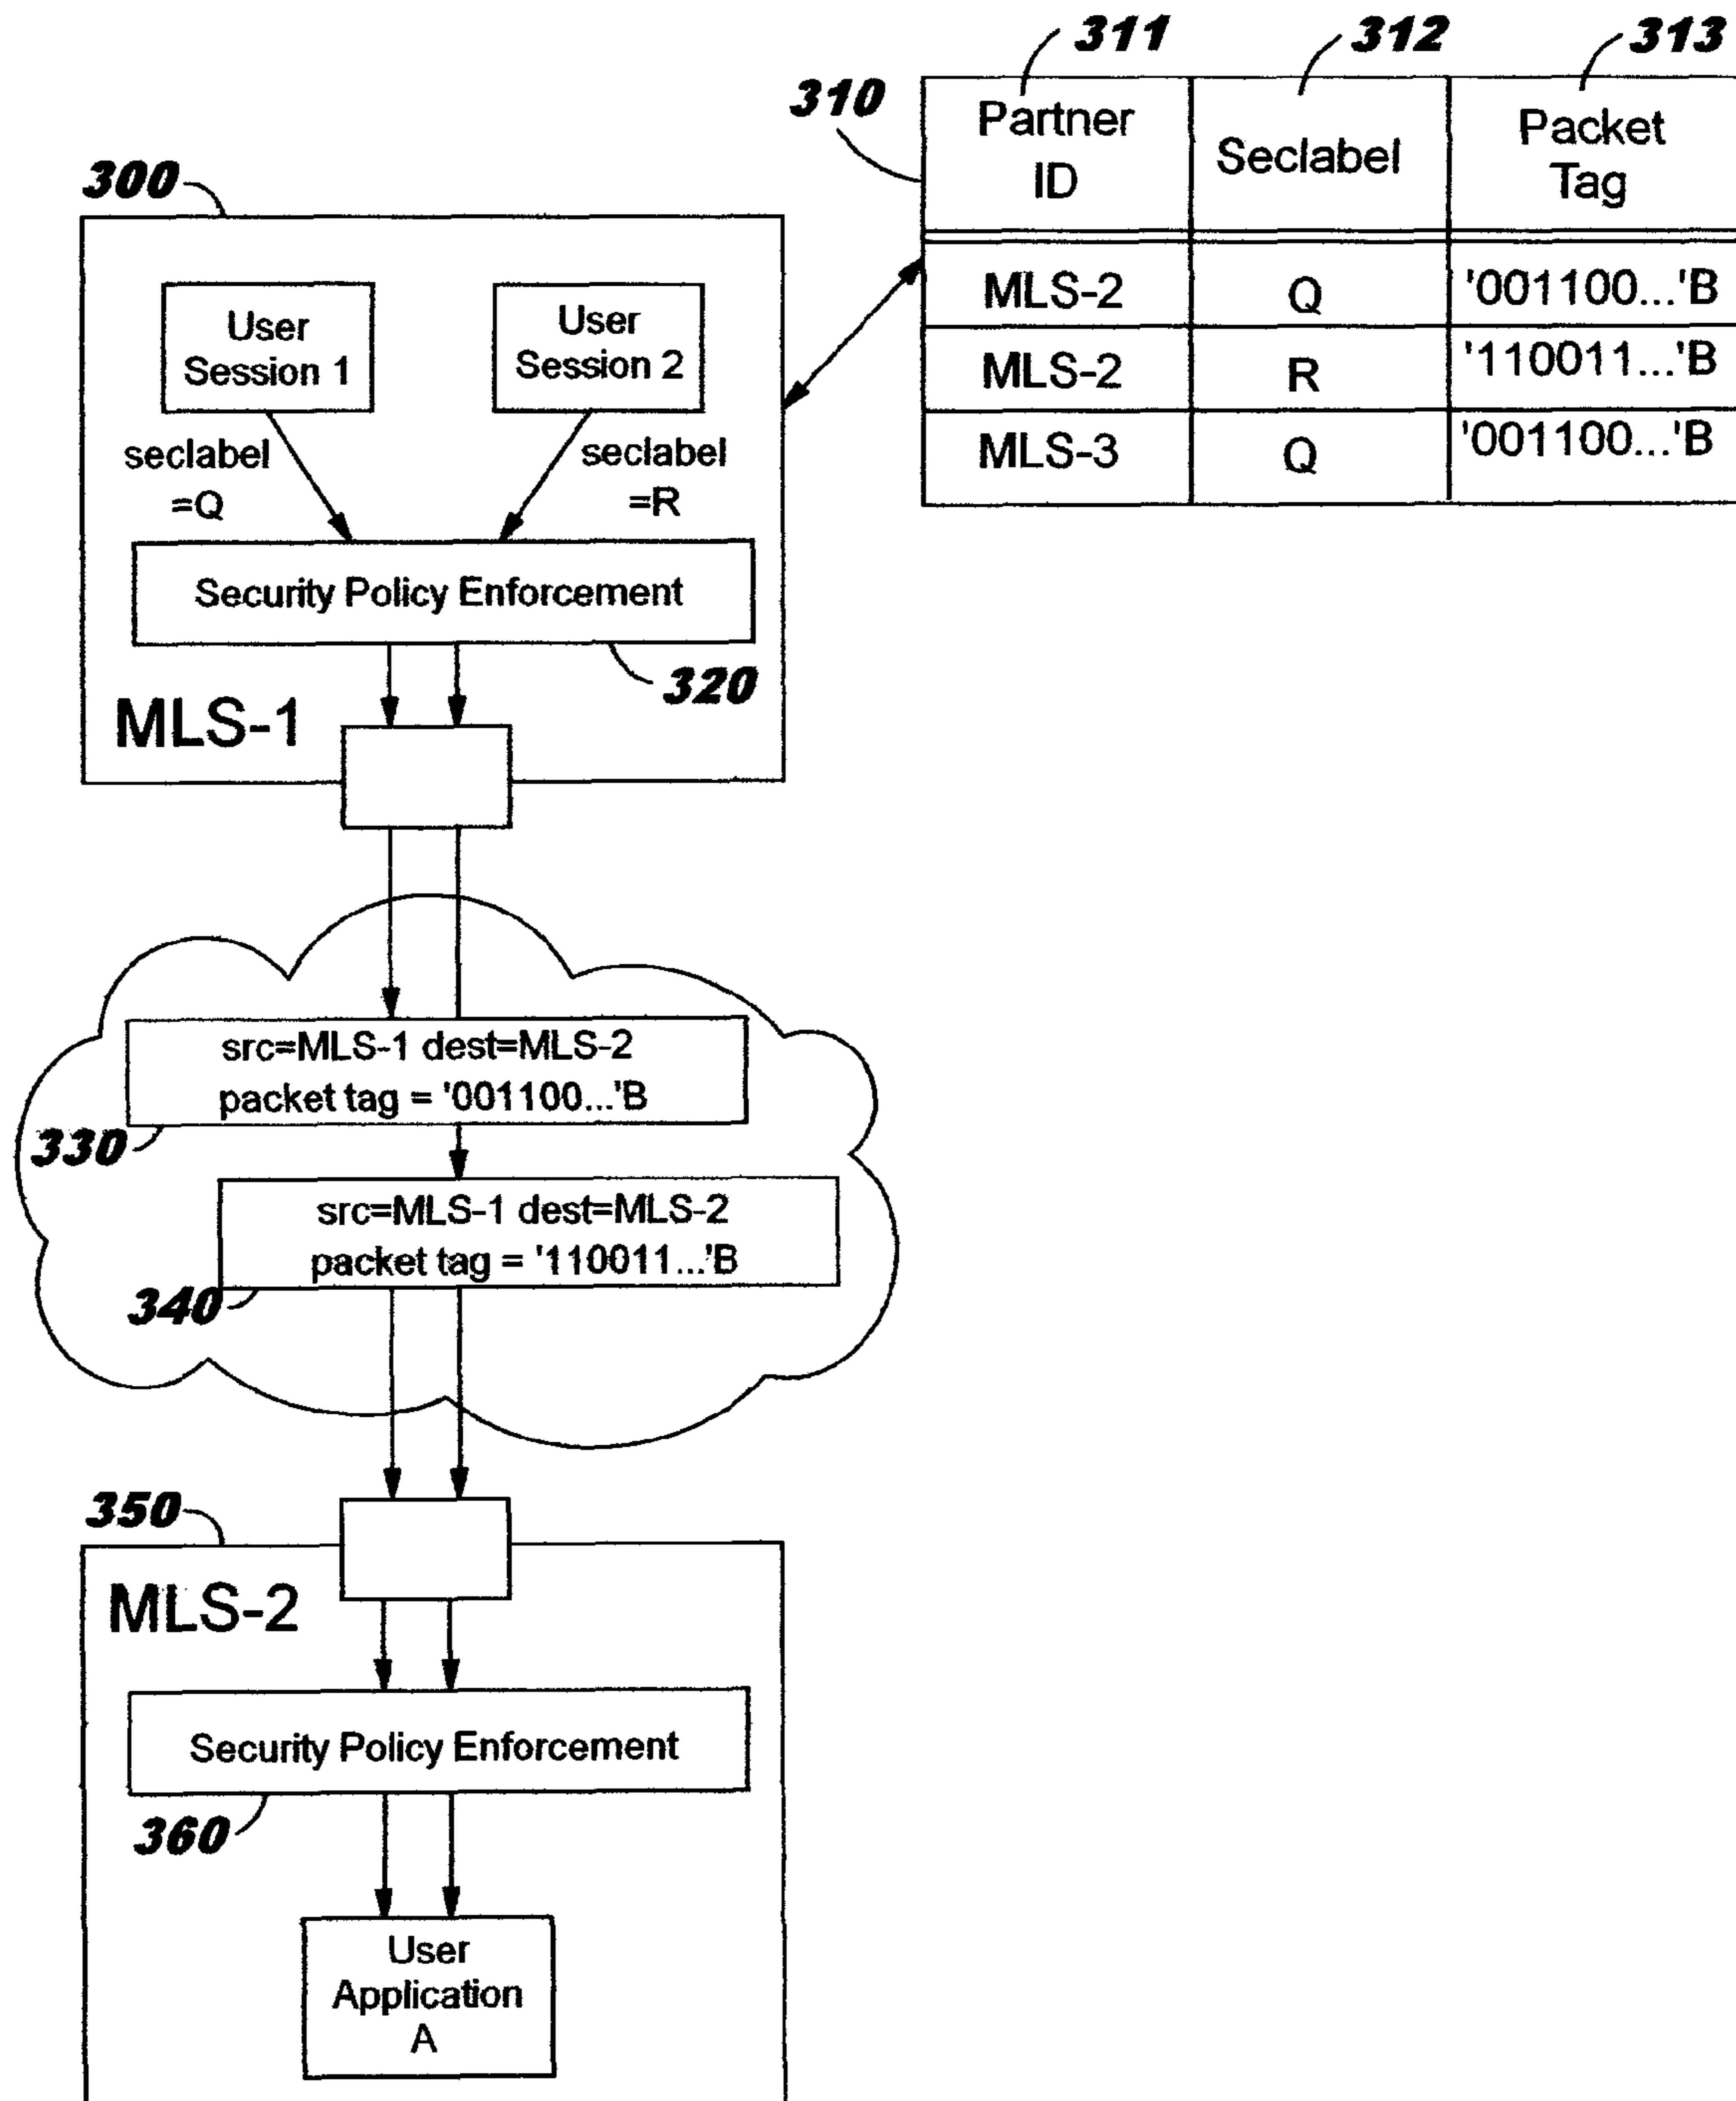 311
312
313
310
Partner
ID
Seclabel
Packet
Tag
MLS-2 Q '001100...'B
MLS-2 R '110011...'B
MLS-3 Q '001100...'B
300
User
Session 1
User
Session 2
seclabel
=Q
seclabel
=R
Security Policy Enforcement
320
MLS-1
src=MLS-1 dest=MLS-2
packet tag = '001100...'B
330
src=MLS-1 dest=MLS-2
packet tag = '110011...'B
340
350
MLS-2
Security Policy Enforcement
360
User
Application
A